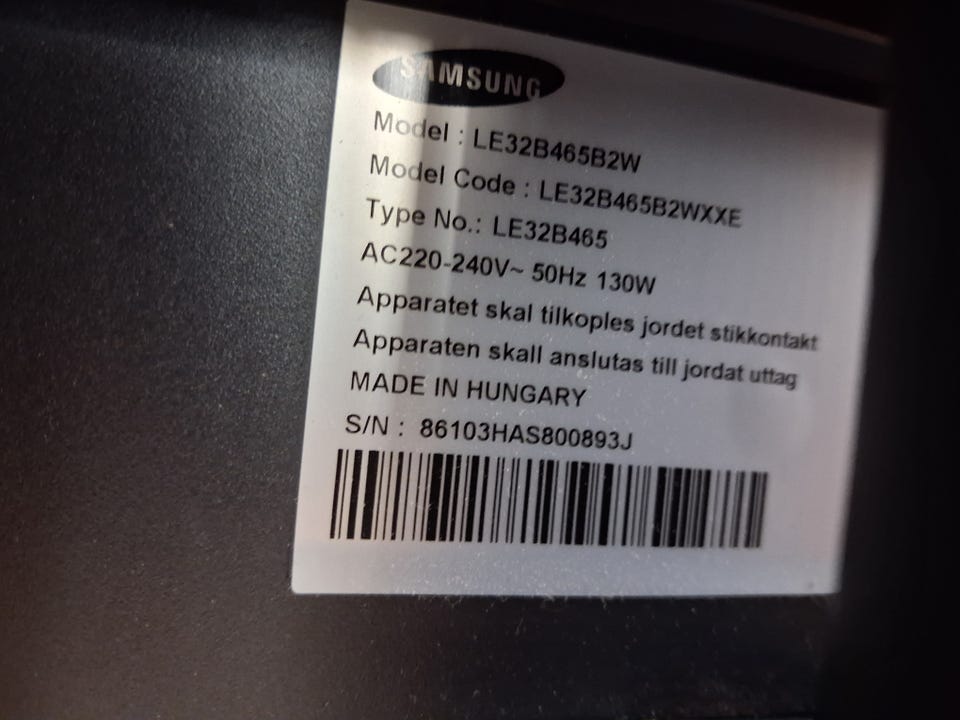 SAMSUNG
Model : LE32B465B2W
Model Code : LE32B465B2WXXE
Type No.: LE32B465
AC220-240V~ 50Hz 130W
Apparatet skal tilkoples jordet stikkontakt
Apparaten skall anslutas till jordat uttag
MADE IN HUNGARY
S/N : 86103HAS800893J